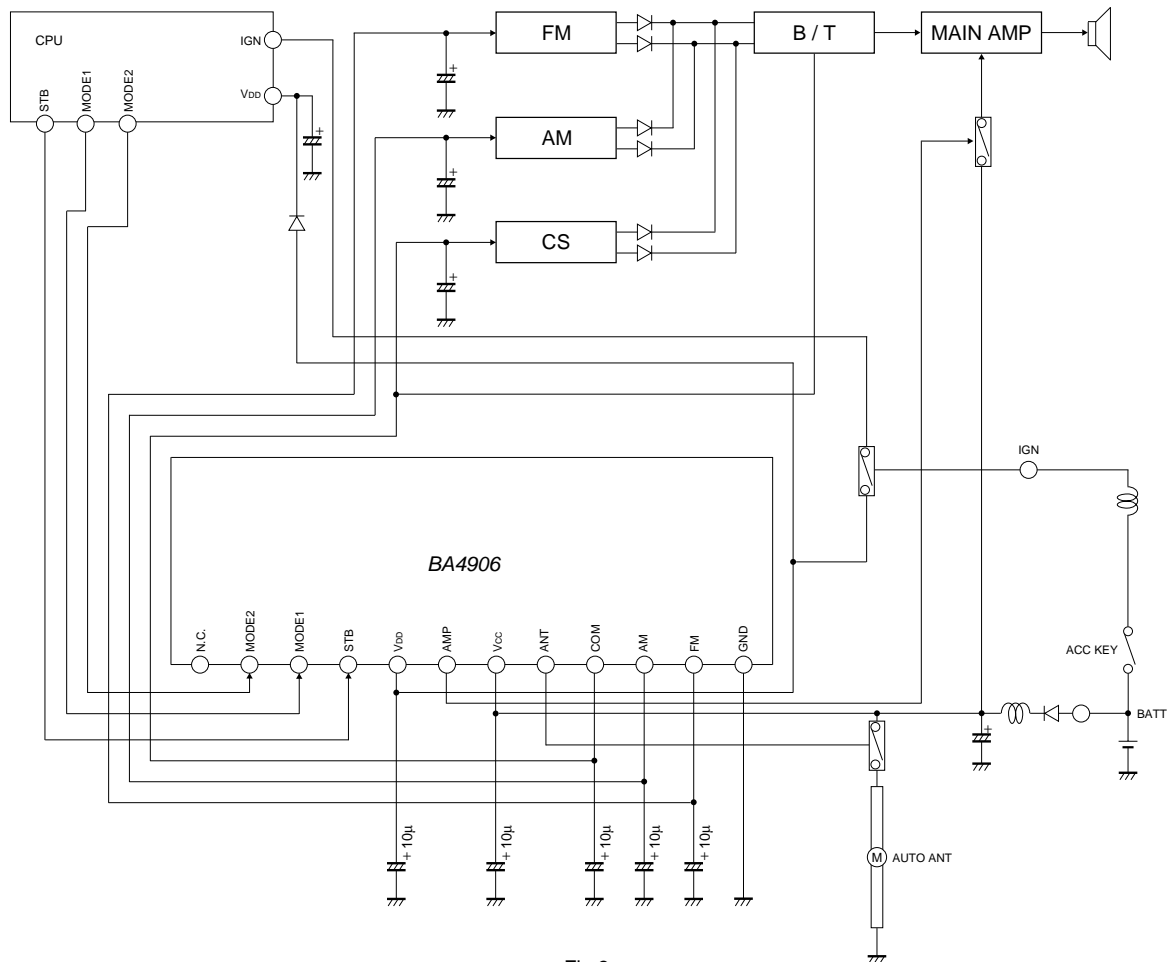 CPU
IGN
VDD
STB
MODE1
MODE2
+
FM
B / T
MAIN AMP
+
AM
+
CS
+
IGN
BA4906
ACC KEY
N.C.
MODE2
MODE1
STB
VDD
AMP
VCC
ANT
COM
AM
FM
GND
BATT
+
+ 10μ
+ 10μ
+ 10μ
+ 10μ
+ 10μ
M
AUTO ANT